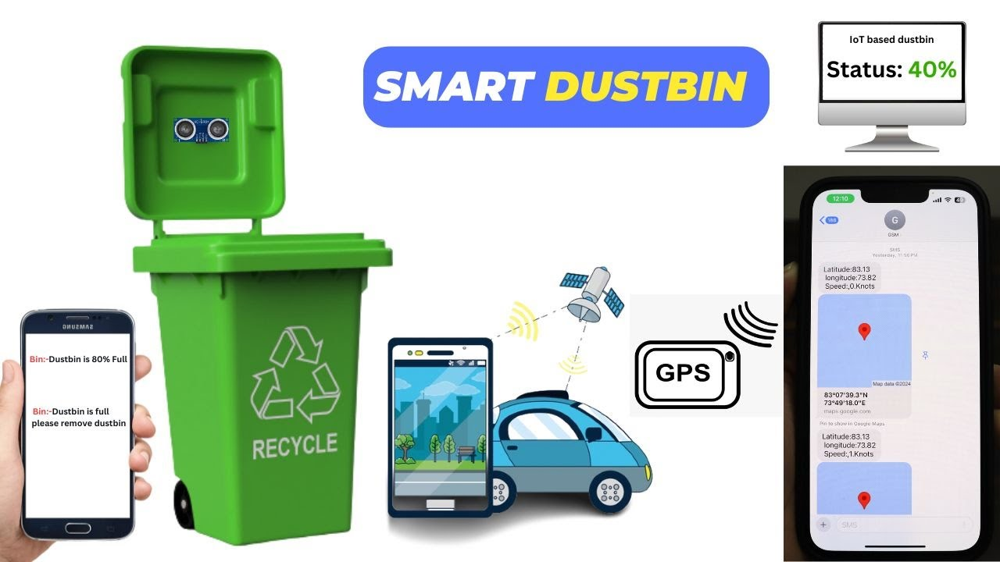 SMART DUSTBIN
IoT based dustbin
Status: 40%
HC-SR04
SAMSUNG
Bin:-Dustbin is 80% Full
Bin:-Dustbin is full
please remove dustbin
RECYCLE
GPS
12:10
188
G
GSM
SMS
Yesterday, 11:56 PM
Latitude:83.13
longitude:73.82
Speed:,0.Knots
Map data ©2024
83°07'39.3"N
73°49'18.0"E
maps.google.com
Pin to show in Google Maps
Latitude:83.13
longitude:73.82
Speed:,1.Knots
SMS